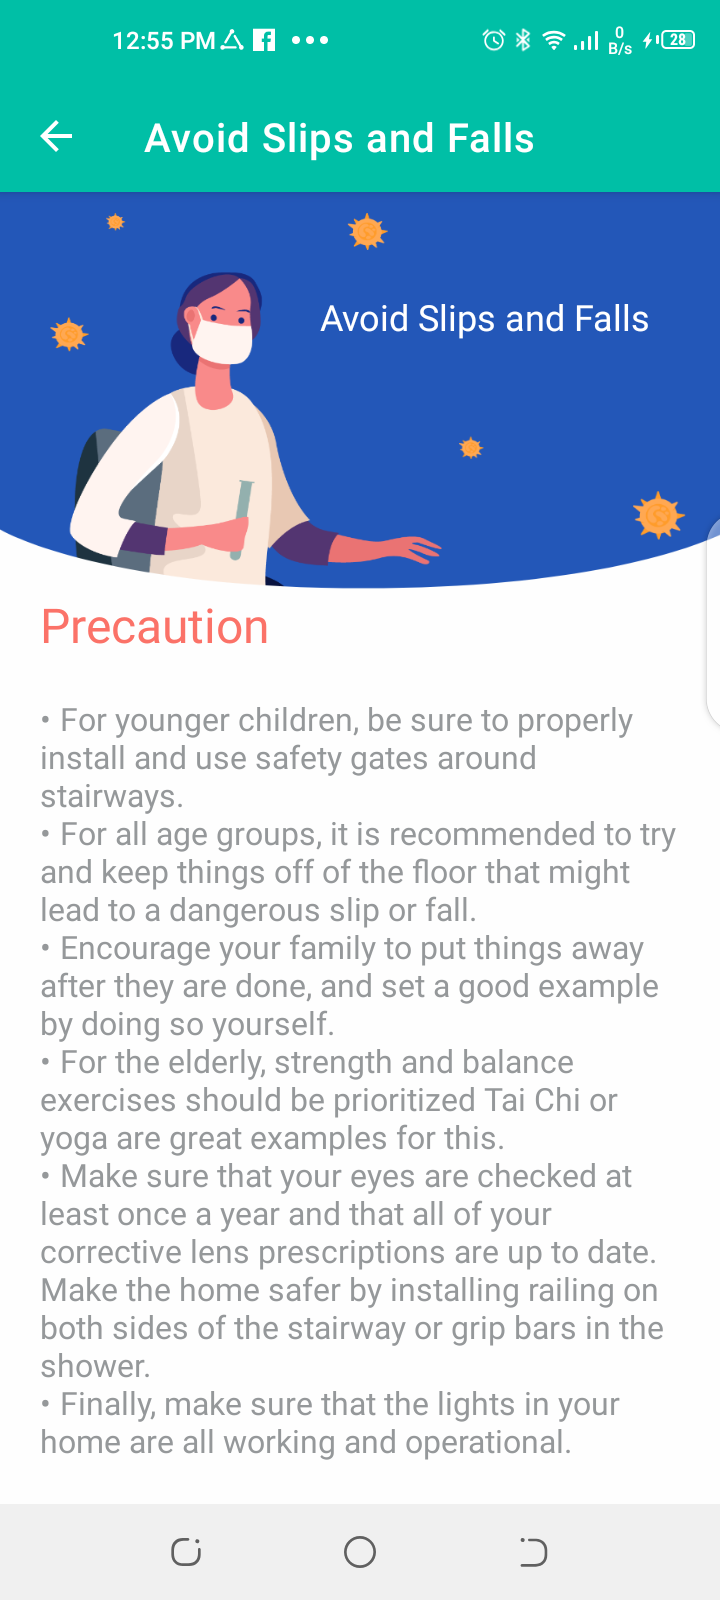 12:55 PM
0
B/s
28
Avoid Slips and Falls
Avoid Slips and Falls
Precaution
• For younger children, be sure to properly
install and use safety gates around
stairways.
• For all age groups, it is recommended to try
and keep things off of the floor that might
lead to a dangerous slip or fall.
• Encourage your family to put things away
after they are done, and set a good example
by doing so yourself.
• For the elderly, strength and balance
exercises should be prioritized Tai Chi or
yoga are great examples for this.
• Make sure that your eyes are checked at
least once a year and that all of your
corrective lens prescriptions are up to date.
Make the home safer by installing railing on
both sides of the stairway or grip bars in the
shower.
• Finally, make sure that the lights in your
home are all working and operational.